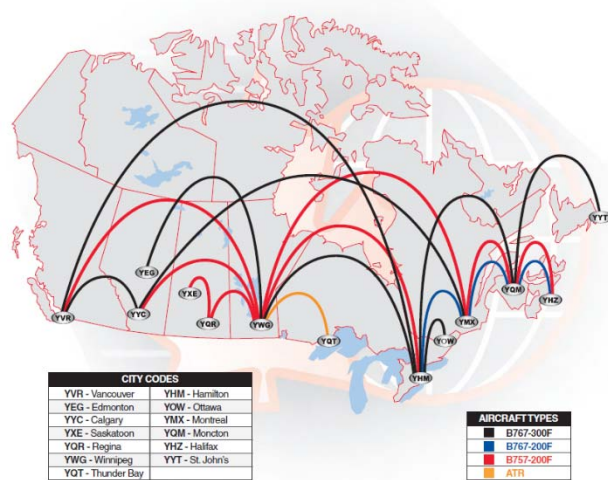 YYT
YEG
YQM
YXE
YHZ
YVR
YYC
YQR
YWG
YMX
YQT
YOW
YHM
CITY CODES
YVR - Vancouver YHM - Hamilton
YEG - Edmonton YOW - Ottawa
YYC - Calgary YMX - Montreal
YXE - Saskatoon YQM - Moncton
YQR - Regina YHZ - Halifax
YWG - Winnipeg YYT - St. John's
YQT - Thunder Bay
AIRCRAFT TYPES
B767-300F
B767-200F
B757-200F
ATR